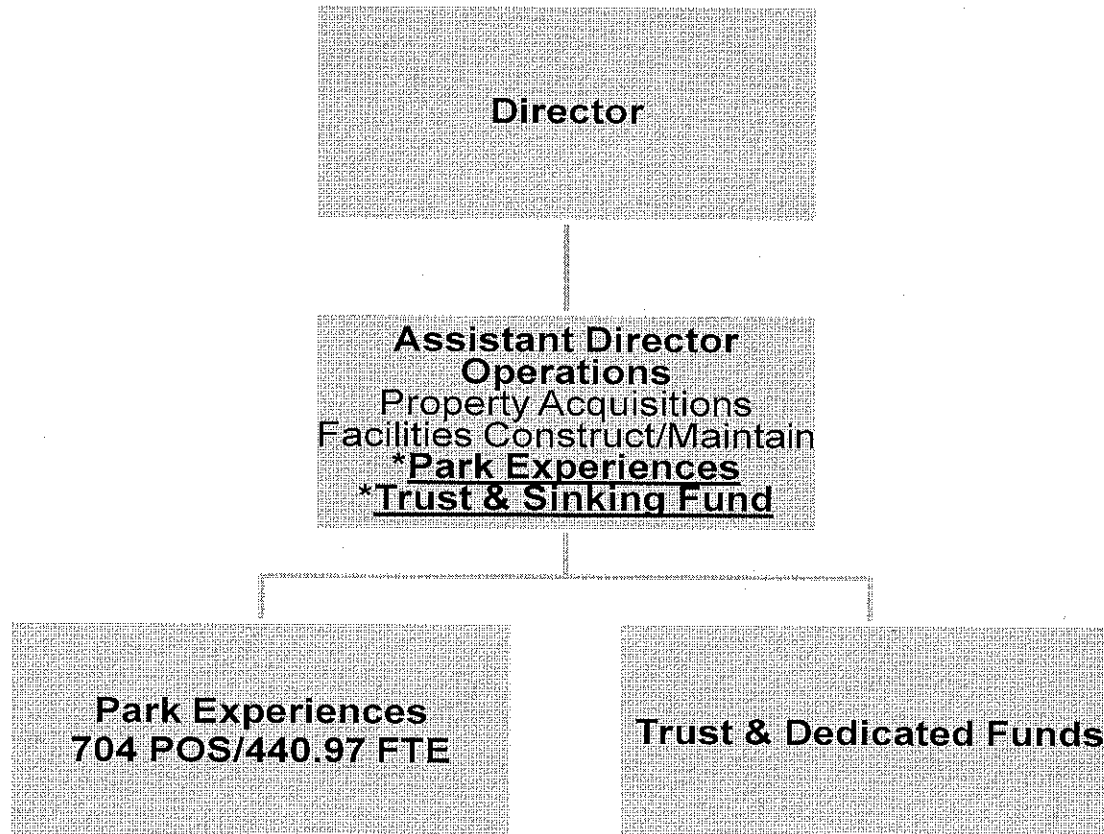 Director
Assistant Director
Operations
Property Acquisitions
Facilities Construct/Maintain
*Park Experiences
*Trust & Sinking Fund
Park Experiences
704 POS/440.97 FTE
Trust & Dedicated Funds